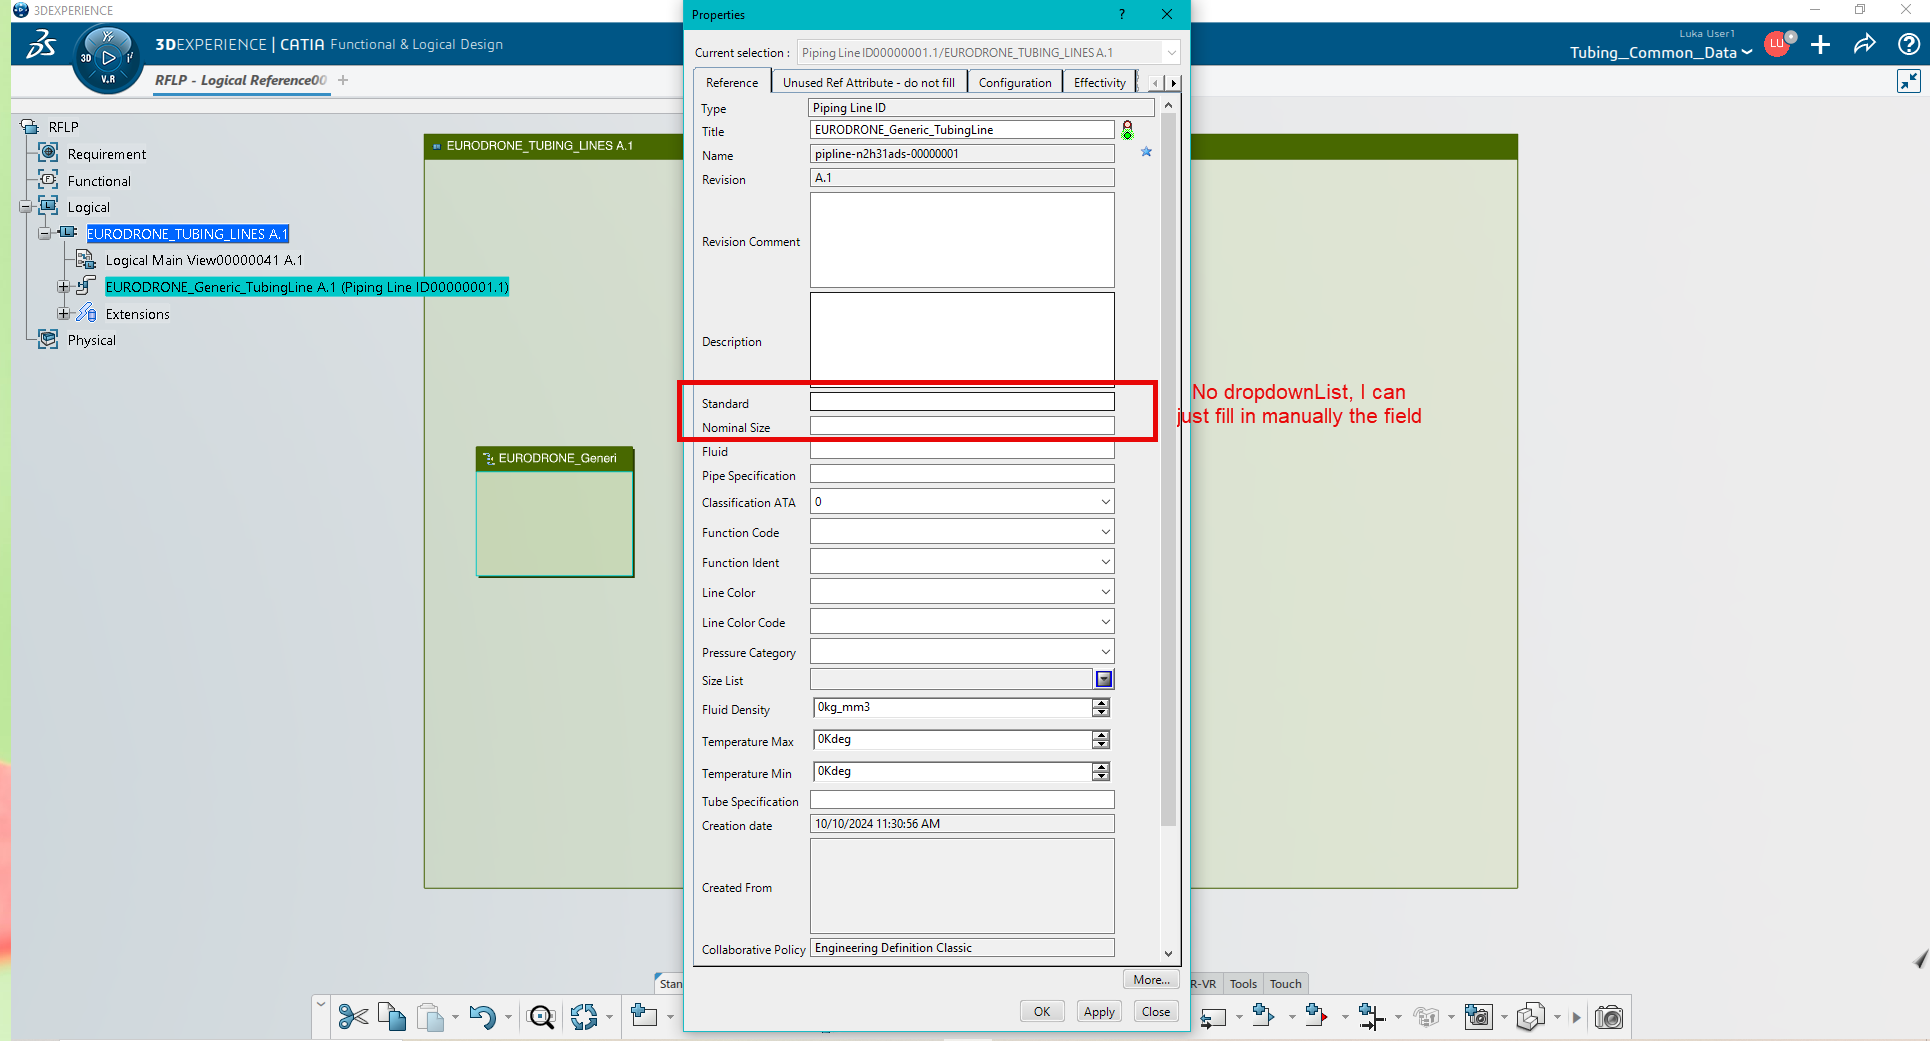 3DEXPERIENCE
3DEXPERIENCE | CATIA Functional & Logical Design
3D
V.R
RFLP - Logical Reference00
Luka User1
Tubing__Common_Data
LU
RFLP
Requirement
Functional
Logical
EURODRONE_TUBING_LINES A.1
Logical Main View00000041 A.1
EURODRONE_Generic_TubingLine A.1 (Piping Line ID00000001.1)
Extensions
Physical
EURODRONE_TUBING_LINES A.1
EURODRONE_Generi
Properties
Current selection : Piping Line ID00000001.1/EURODRONE_TUBING_LINES A.1
Reference Unused Ref Attribute - do not fill Configuration Effectivity
Type Piping Line ID
Title EURODRONE_Generic_TubingLine
Name pipline-n2h31ads-00000001
Revision A.1
Revision Comment
Description
Standard
Nominal Size
No dropdownList, I can
just fill in manually the field
Fluid
Pipe Specification
Classification ATA 0
Function Code
Function Ident
Line Color
Line Color Code
Pressure Category
Size List
Fluid Density 0kg_mm3
Temperature Max 0Kdeg
Temperature Min 0Kdeg
Tube Specification
Creation date 10/10/2024 11:30:56 AM
Created From
Collaborative Policy Engineering Definition Classic
More...
OK Apply Close
Stan
R-VR Tools Touch